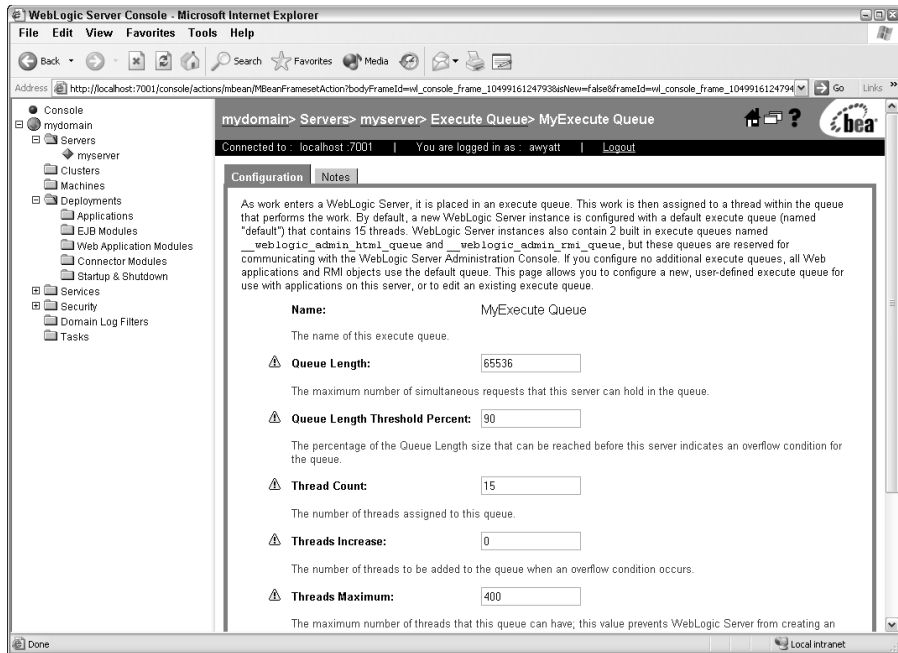 WebLogic Server Console - Microsoft Internet Explorer
File Edit View Favorites Tools Help
Back Search Favorites Media
Address http://localhost:7001/console/actions/mbean/MBeanFramesetAction?bodyFrameId=wl_console_frame_1049916124793&isNew=false&frameId=wl_console_frame_1049916124794 Go Links »
Console
mydomain
Servers
myserver
Clusters
Machines
Deployments
Applications
EJB Modules
Web Application Modules
Connector Modules
Startup & Shutdown
Services
Security
Domain Log Filters
Tasks
mydomain> Servers> myserver> Execute Queue> MyExecute Queue
? bea
Connected to : localhost :7001 | You are logged in as : awyatt | Logout
Configuration Notes
As work enters a WebLogic Server, it is placed in an execute queue. This work is then assigned to a thread within the queue
that performs the work. By default, a new WebLogic Server instance is configured with a default execute queue (named
"default") that contains 15 threads. WebLogic Server instances also contain 2 built in execute queues named
__weblogic_admin_html_queue and __weblogic_admin_rmi_queue, but these queues are reserved for
communicating with the WebLogic Server Administration Console. If you configure no additional execute queues, all Web
applications and RMI objects use the default queue. This page allows you to configure a new, user-defined execute queue for
use with applications on this server, or to edit an existing execute queue.
Name: MyExecute Queue
The name of this execute queue.
Queue Length: 65536
The maximum number of simultaneous requests that this server can hold in the queue.
Queue Length Threshold Percent: 90
The percentage of the Queue Length size that can be reached before this server indicates an overflow condition for
the queue.
Thread Count: 15
The number of threads assigned to this queue.
Threads Increase: 0
The number of threads to be added to the queue when an overflow condition occurs.
Threads Maximum: 400
The maximum number of threads that this queue can have; this value prevents WebLogic Server from creating an
Done Local intranet